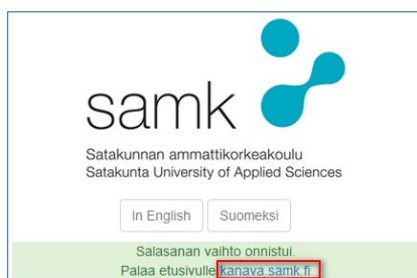 samk
Satakunnan ammattikorkeakoulu
Satakunta University of Applied Sciences
In English Suomeksi
Salasanan vaihto onnistui.
Palaa etusivulle kanava.samk.fi